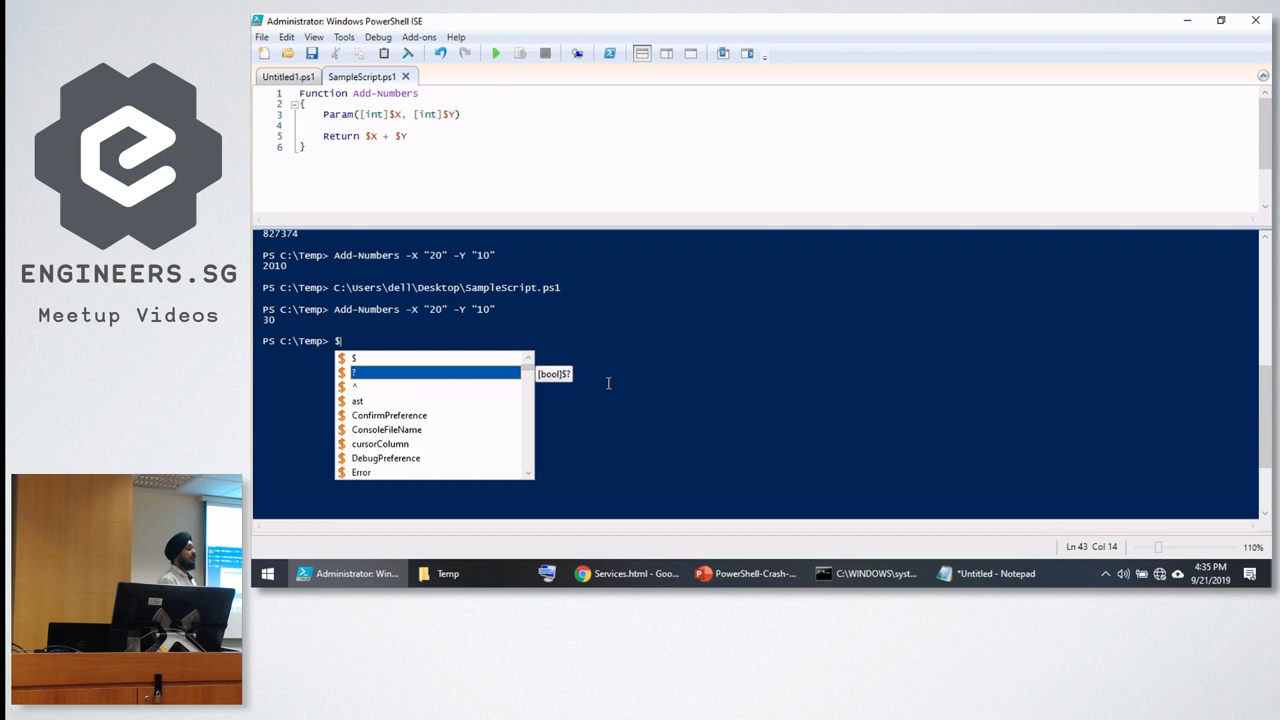 ENGINEERS.SG
Meetup Videos
Administrator: Windows PowerShell ISE
File Edit View Tools Debug Add-ons Help
Untitled1.ps1 SampleScript.ps1
1 Function Add-Numbers
2 {
3 Param([int]$X, [int]$Y)
4
5 Return $X + $Y
6 }
827374
PS C:\Temp> Add-Numbers -X "20" -Y "10"
2010
PS C:\Temp> C:\Users\dell\Desktop\SampleScript.ps1
PS C:\Temp> Add-Numbers -X "20" -Y "10"
30
PS C:\Temp> $
$ $
$ ? [bool]$?
$ ^
$ ast
$ ConfirmPreference
$ ConsoleFileName
$ cursorColumn
$ DebugPreference
$ Error
Ln 43 Col 14 110%
Administrator: Win... Temp Services.html - Goo... PowerShell-Crash-... C:\WINDOWS\syst... *Untitled - Notepad
4:35 PM
9/21/2019